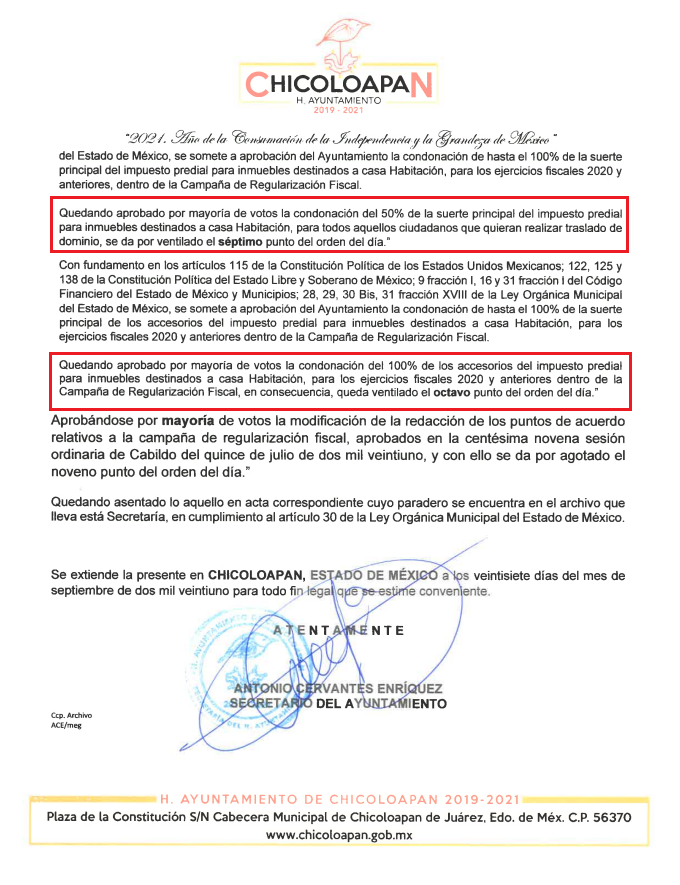 CHICOLOAPAN
H. AYUNTAMIENTO
2019 - 2021
"2021. Año de la Consumación de la Independencia y la Grandeza de México"
del Estado de México, se somete a aprobación del Ayuntamiento la condonación de hasta el 100% de la suerte
principal del impuesto predial para inmuebles destinados a casa Habitación, para los ejercicios fiscales 2020 y
anteriores, dentro de la Campaña de Regularización Fiscal.
Quedando aprobado por mayoría de votos la condonación del 50% de la suerte principal del impuesto predial
para inmuebles destinados a casa Habitación, para todos aquellos ciudadanos que quieran realizar traslado de
dominio, se da por ventilado el séptimo punto del orden del día."
Con fundamento en los artículos 115 de la Constitución Política de los Estados Unidos Mexicanos; 122, 125 y
138 de la Constitución Política del Estado Libre y Soberano de México; 9 fracción I, 16 y 31 fracción I del Código
Financiero del Estado de México y Municipios; 28, 29, 30 Bis, 31 fracción XVIII de la Ley Orgánica Municipal
del Estado de México, se somete a aprobación del Ayuntamiento la condonación de hasta el 100% de la suerte
principal de los accesorios del impuesto predial para inmuebles destinados a casa Habitación, para los
ejercicios fiscales 2020 y anteriores dentro de la Campaña de Regularización Fiscal.
Quedando aprobado por mayoría de votos la condonación del 100% de los accesorios del impuesto predial
para inmuebles destinados a casa Habitación, para los ejercicios fiscales 2020 y anteriores dentro de la
Campaña de Regularización Fiscal, en consecuencia, queda ventilado el octavo punto del orden del día."
Aprobándose por mayoría de votos la modificación de la redacción de los puntos de acuerdo
relativos a la campaña de regularización fiscal, aprobados en la centésima novena sesión
ordinaria de Cabildo del quince de julio de dos mil veintiuno, y con ello se da por agotado el
noveno punto del orden del día."
Quedando asentado lo aquello en acta correspondiente cuyo paradero se encuentra en el archivo que
lleva está Secretaría, en cumplimiento al artículo 30 de la Ley Orgánica Municipal del Estado de México.
Se extiende la presente en CHICOLOAPAN, ESTADO DE MÉXICO a los veintisiete días del mes de
septiembre de dos mil veintiuno para todo fin legal que se estime conveniente.
ATENTAMENTE
ANTONIO CERVANTES ENRÍQUEZ
SECRETARIO DEL AYUNTAMIENTO
Ccp. Archivo
ACE/meg
H. AYUNTAMIENTO DE CHICOLOAPAN 2019-2021
Plaza de la Constitución S/N Cabecera Municipal de Chicoloapan de Juárez, Edo. de Méx. C.P. 56370
www.chicoloapan.gob.mx